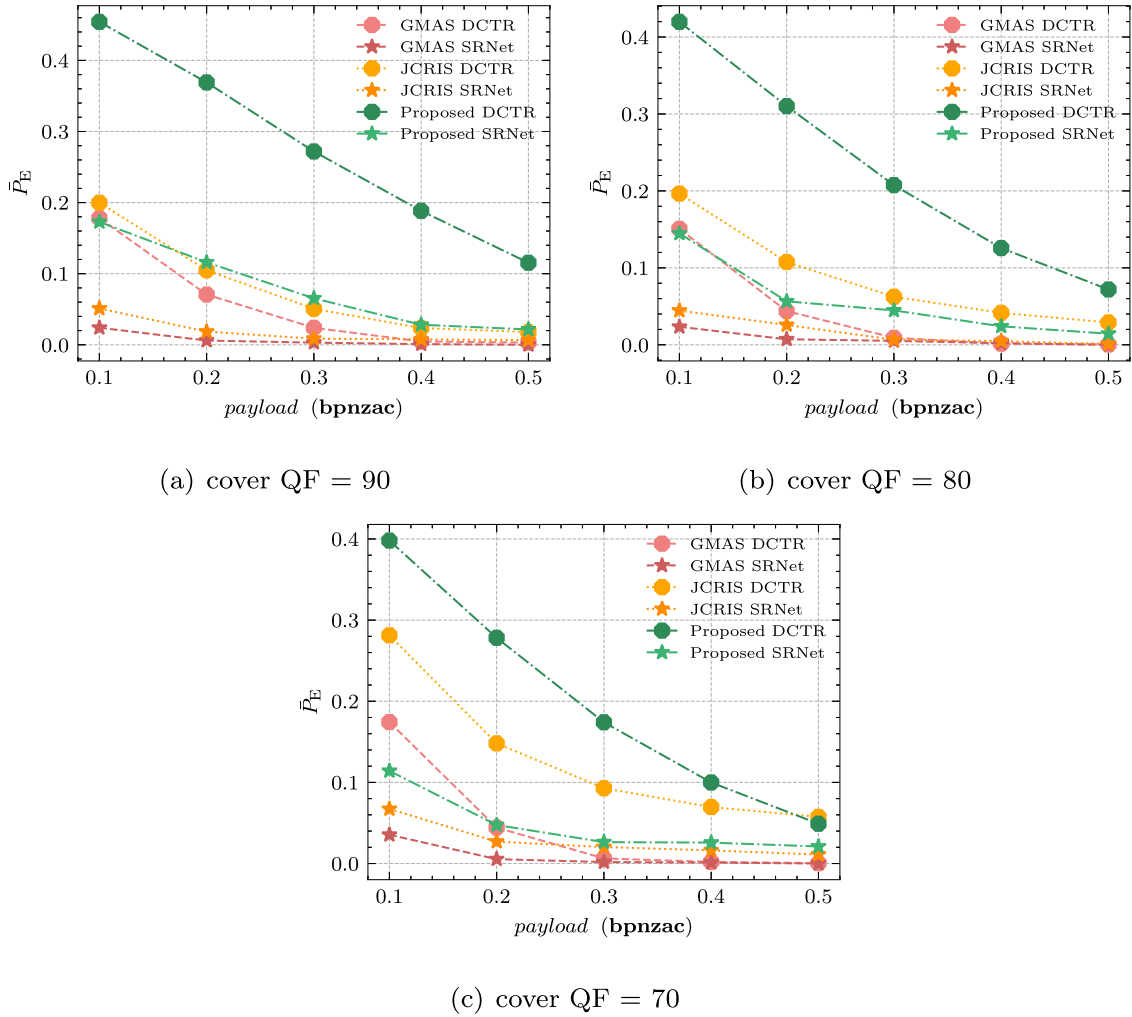 GMAS DCTR
GMAS SRNet
JCRIS DCTR
JCRIS SRNet
Proposed DCTR
Proposed SRNet
0.4
0.3
0.2
0.1
0.0
P̄_E
0.1 0.2 0.3 0.4 0.5
payload (bpnzac)
(a) cover QF = 90
GMAS DCTR
GMAS SRNet
JCRIS DCTR
JCRIS SRNet
Proposed DCTR
Proposed SRNet
0.4
0.3
0.2
0.1
0.0
P̄_E
0.1 0.2 0.3 0.4 0.5
payload (bpnzac)
(b) cover QF = 80
GMAS DCTR
GMAS SRNet
JCRIS DCTR
JCRIS SRNet
Proposed DCTR
Proposed SRNet
0.4
0.3
0.2
0.1
0.0
P̄_E
0.1 0.2 0.3 0.4 0.5
payload (bpnzac)
(c) cover QF = 70